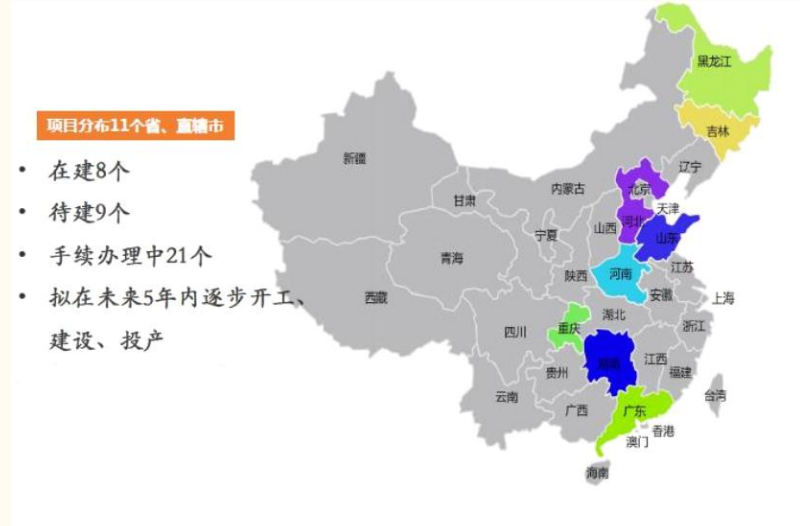 项目分布11个省、直辖市
• 在建8个
• 待建9个
• 手续办理中21个
• 拟在未来5年内逐步开工、
建设、投产
黑龙江
吉林
辽宁
新疆
内蒙古
北京
甘肃
天津
河北
山西
宁夏
山东
青海
陕西
河南
江苏
西藏
安徽
上海
湖北
四川
重庆
浙江
湖南
江西
贵州
福建
云南
台湾
广西
广东
香港
澳门
海南